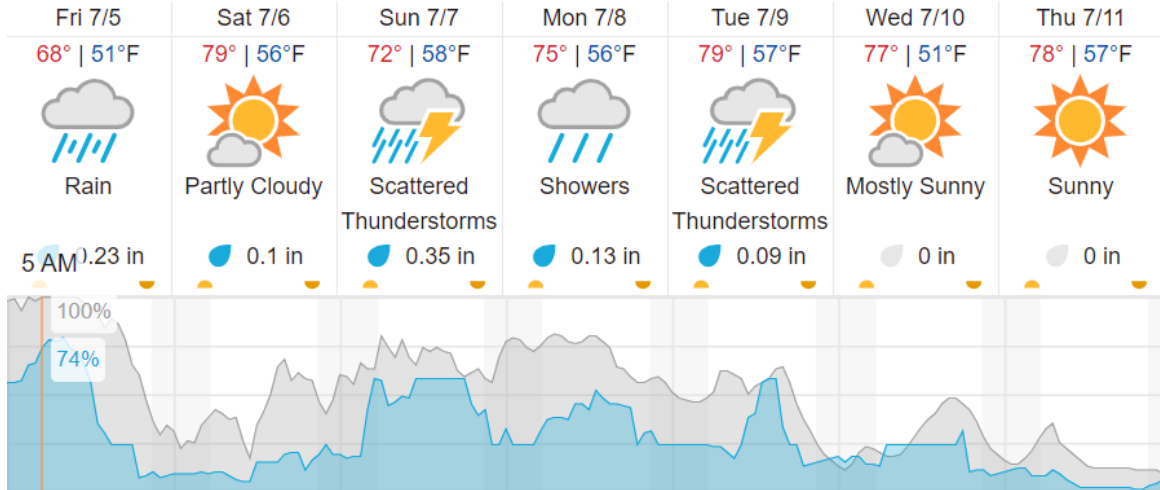 Fri 7/5 Sat 7/6 Sun 7/7 Mon 7/8 Tue 7/9 Wed 7/10 Thu 7/11
68° | 51°F 79° | 56°F 72° | 58°F 75° | 56°F 79° | 57°F 77° | 51°F 78° | 57°F
Rain Partly Cloudy Scattered Showers Scattered Mostly Sunny Sunny
Thunderstorms Thunderstorms
0.23 in 0.1 in 0.35 in 0.13 in 0.09 in 0 in 0 in
5 AM
100%
74%